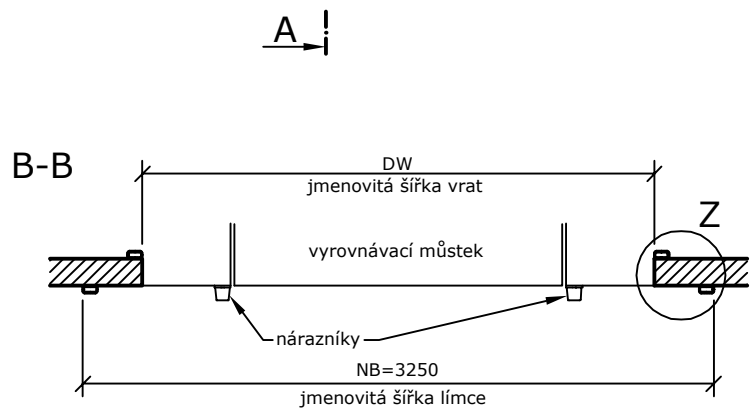 A
B-B
DW
jmenovitá šířka vrat
Z
vyrovnávací můstek
nárazníky
NB=3250
jmenovitá šířka límce